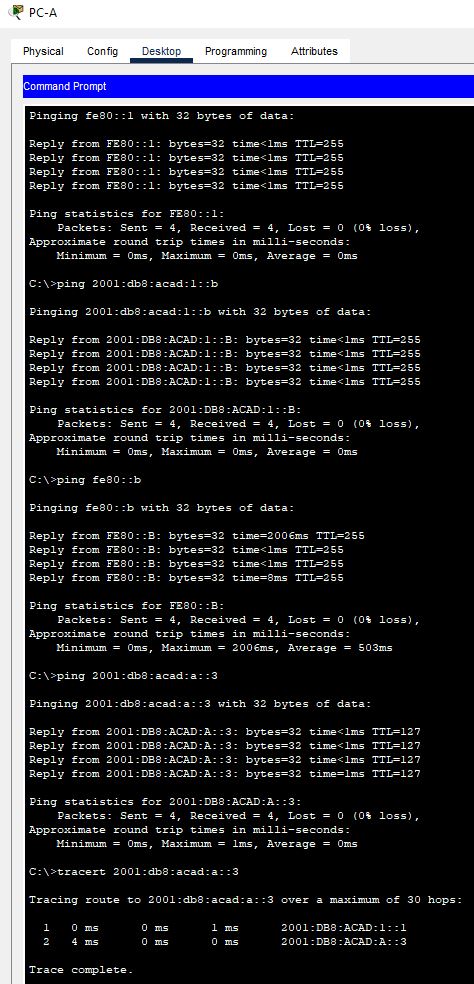 PC-A
Physical Config Desktop Programming Attributes
Command Prompt
Pinging fe80::1 with 32 bytes of data:
Reply from FE80::1: bytes=32 time<1ms TTL=255
Reply from FE80::1: bytes=32 time<1ms TTL=255
Reply from FE80::1: bytes=32 time<1ms TTL=255
Reply from FE80::1: bytes=32 time<1ms TTL=255
Ping statistics for FE80::1:
Packets: Sent = 4, Received = 4, Lost = 0 (0% loss),
Approximate round trip times in milli-seconds:
Minimum = 0ms, Maximum = 0ms, Average = 0ms
C:\>ping 2001:db8:acad:1::b
Pinging 2001:db8:acad:1::b with 32 bytes of data:
Reply from 2001:DB8:ACAD:1::B: bytes=32 time<1ms TTL=255
Reply from 2001:DB8:ACAD:1::B: bytes=32 time<1ms TTL=255
Reply from 2001:DB8:ACAD:1::B: bytes=32 time<1ms TTL=255
Reply from 2001:DB8:ACAD:1::B: bytes=32 time<1ms TTL=255
Ping statistics for 2001:DB8:ACAD:1::B:
Packets: Sent = 4, Received = 4, Lost = 0 (0% loss),
Approximate round trip times in milli-seconds:
Minimum = 0ms, Maximum = 0ms, Average = 0ms
C:\>ping fe80::b
Pinging fe80::b with 32 bytes of data:
Reply from FE80::B: bytes=32 time=2006ms TTL=255
Reply from FE80::B: bytes=32 time<1ms TTL=255
Reply from FE80::B: bytes=32 time<1ms TTL=255
Reply from FE80::B: bytes=32 time=8ms TTL=255
Ping statistics for FE80::B:
Packets: Sent = 4, Received = 4, Lost = 0 (0% loss),
Approximate round trip times in milli-seconds:
Minimum = 0ms, Maximum = 2006ms, Average = 503ms
C:\>ping 2001:db8:acad:a::3
Pinging 2001:db8:acad:a::3 with 32 bytes of data:
Reply from 2001:DB8:ACAD:A::3: bytes=32 time<1ms TTL=127
Reply from 2001:DB8:ACAD:A::3: bytes=32 time<1ms TTL=127
Reply from 2001:DB8:ACAD:A::3: bytes=32 time<1ms TTL=127
Reply from 2001:DB8:ACAD:A::3: bytes=32 time=1ms TTL=127
Ping statistics for 2001:DB8:ACAD:A::3:
Packets: Sent = 4, Received = 4, Lost = 0 (0% loss),
Approximate round trip times in milli-seconds:
Minimum = 0ms, Maximum = 1ms, Average = 0ms
C:\>tracert 2001:db8:acad:a::3
Tracing route to 2001:db8:acad:a::3 over a maximum of 30 hops:
1 0 ms 0 ms 1 ms 2001:DB8:ACAD:1::1
2 4 ms 0 ms 0 ms 2001:DB8:ACAD:A::3
Trace complete.